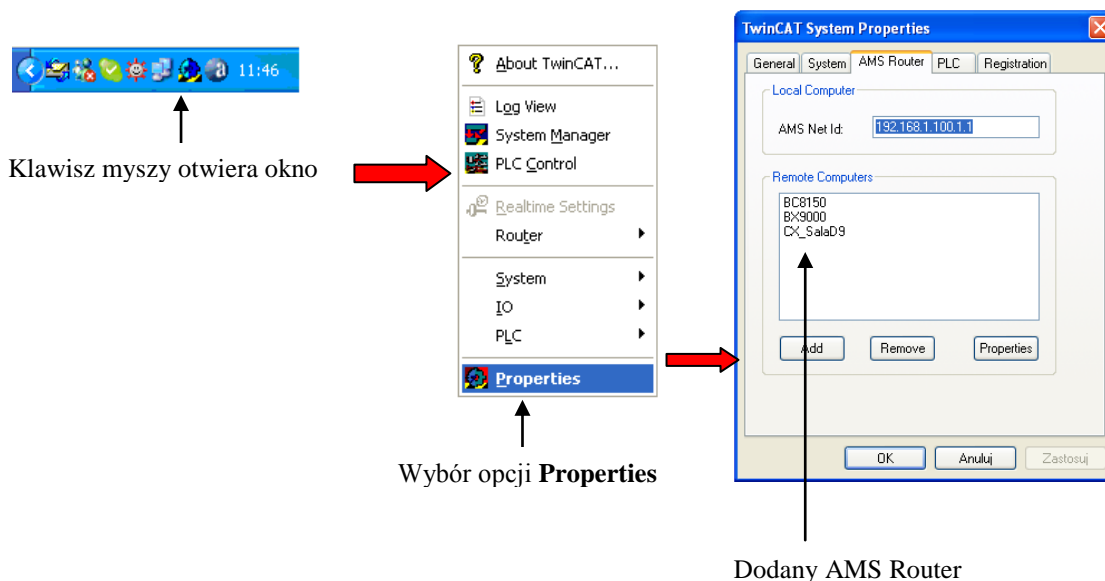 11:46
Klawisz myszy otwiera okno
About TwinCAT...
Log View
System Manager
PLC Control
Realtime Settings
Router
System
IO
PLC
Properties
Wybór opcji Properties
TwinCAT System Properties
General System AMS Router PLC Registration
Local Computer
AMS Net Id: 192.168.1.100.1.1
Remote Computers
BC8150
BX9000
CX_SalaD9
Add Remove Properties
OK Anuluj Zastosuj
Dodany AMS Router